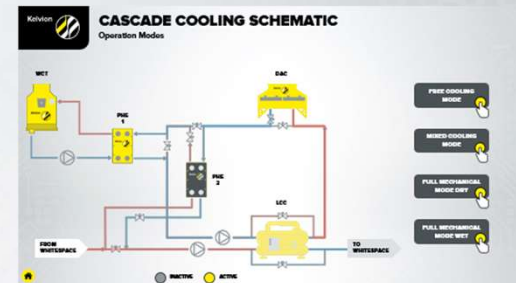 Kelvion
CASCADE COOLING SCHEMATIC
Operation Modes
WCT
DAC
PHE
1
FREE COOLING
MODE
MIXED COOLING
MODE
PHE
2
FULL MECHANICAL
MODE DRY
LCC
FULL MECHANICAL
MODE WET
FROM
WHITESPACE
TO
WHITESPACE
INACTIVE
ACTIVE